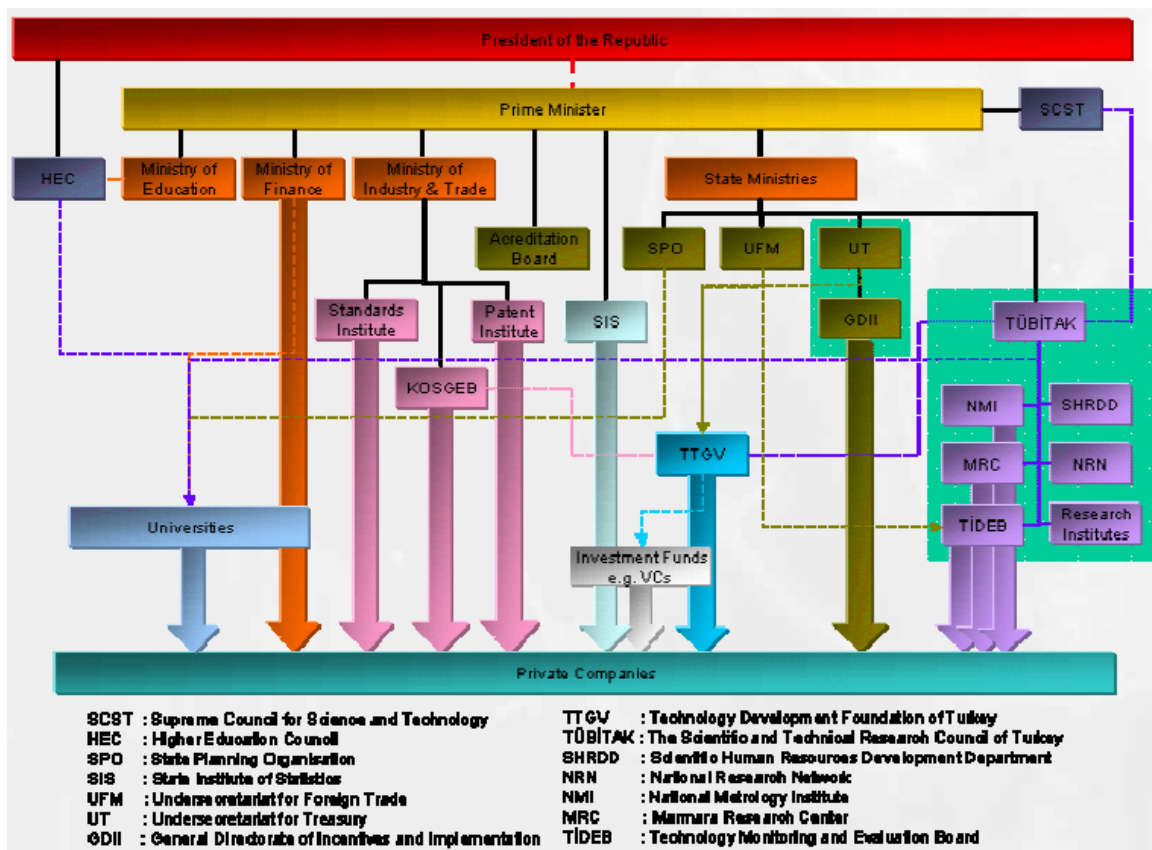 President of the Republic
Prime Minister
SCST
HEC
Ministry of
Education
Ministry of
Finance
Ministry of
Industry & Trade
State Ministries
Acreditation
Board
SPO
UFM
UT
Standards
Institute
Patent
Institute
SIS
GDII
TÜBİTAK
KOSGEB
NMI
SHRDD
TTGV
MRC
NRN
Universities
TİDEB
Research
Institutes
Investment Funds
e.g. VCs
Private Companies
SCST : Supreme Council for Science and Technology
HEC : Higher Education Council
SPO : State Planning Organisation
SIS : State Institute of Statistics
UFM : Undersecretariat for Foreign Trade
UT : Undersecretariat for Treasury
GDII : General Directorate of Incentives and Implementation
TTGV : Technology Development Foundation of Turkey
TÜBİTAK : The Scientific and Technical Research Council of Turkey
SHRDD : Scientific Human Resources Development Department
NRN : National Research Network
NMI : National Metrology Institute
MRC : Marmara Research Center
TİDEB : Technology Monitoring and Evaluation Board